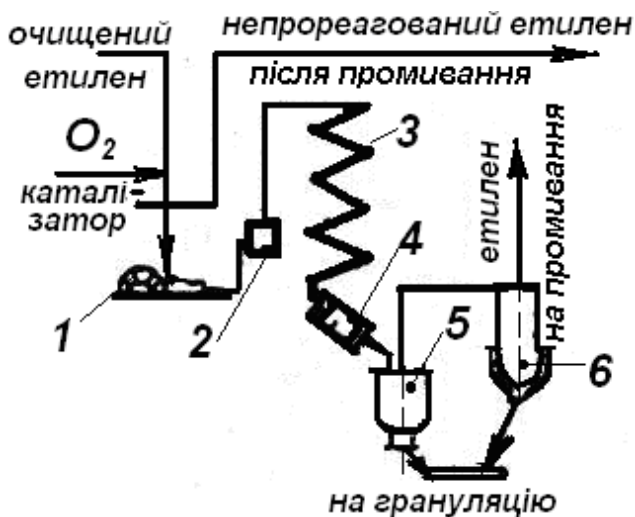 очищений
етилен
непрореагований етилен
після промивання
O2
каталі-
затор
1
2
3
4
5
6
етилен
на промивання
на грануляцію